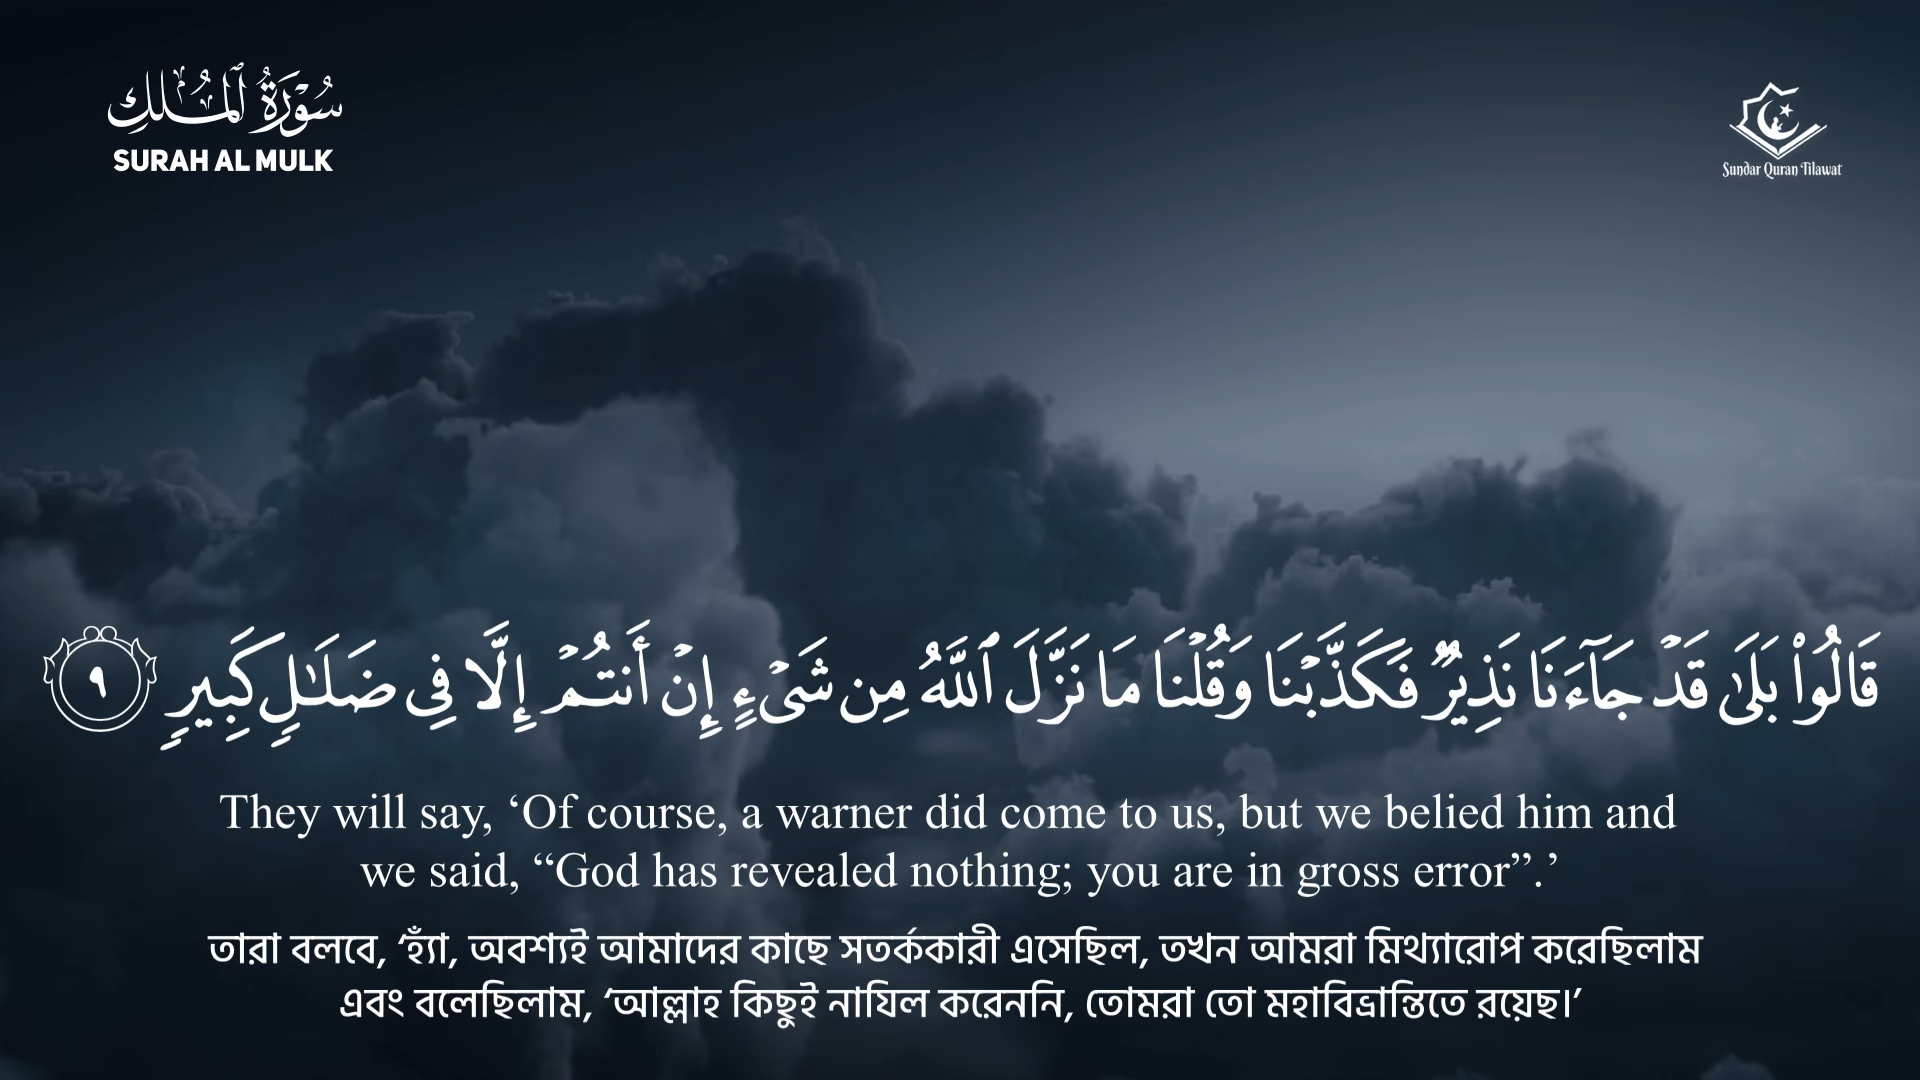 سُورَةُ ٱلْمُلْكِ
SURAH AL MULK
Sundar Quran Tilawat
قَالُوا۟ بَلَىٰ قَدْ جَآءَنَا نَذِيرٌ فَكَذَّبْنَا وَقُلْنَا مَا نَزَّلَ ٱللَّهُ مِن شَىْءٍ إِنْ أَنتُمْ إِلَّا فِى ضَلَـٰلٍ كَبِيرٍ ٩
They will say, ‘Of course, a warner did come to us, but we belied him and
we said, “God has revealed nothing; you are in gross error”.’
তারা বলবে, ‘হ্যাঁ, অবশ্যই আমাদের কাছে সতর্ককারী এসেছিল, তখন আমরা মিথ্যারোপ করেছিলাম
এবং বলেছিলাম, ‘আল্লাহ কিছুই নাযিল করেননি, তোমরা তো মহাবিভ্রান্তিতে রয়েছ।’